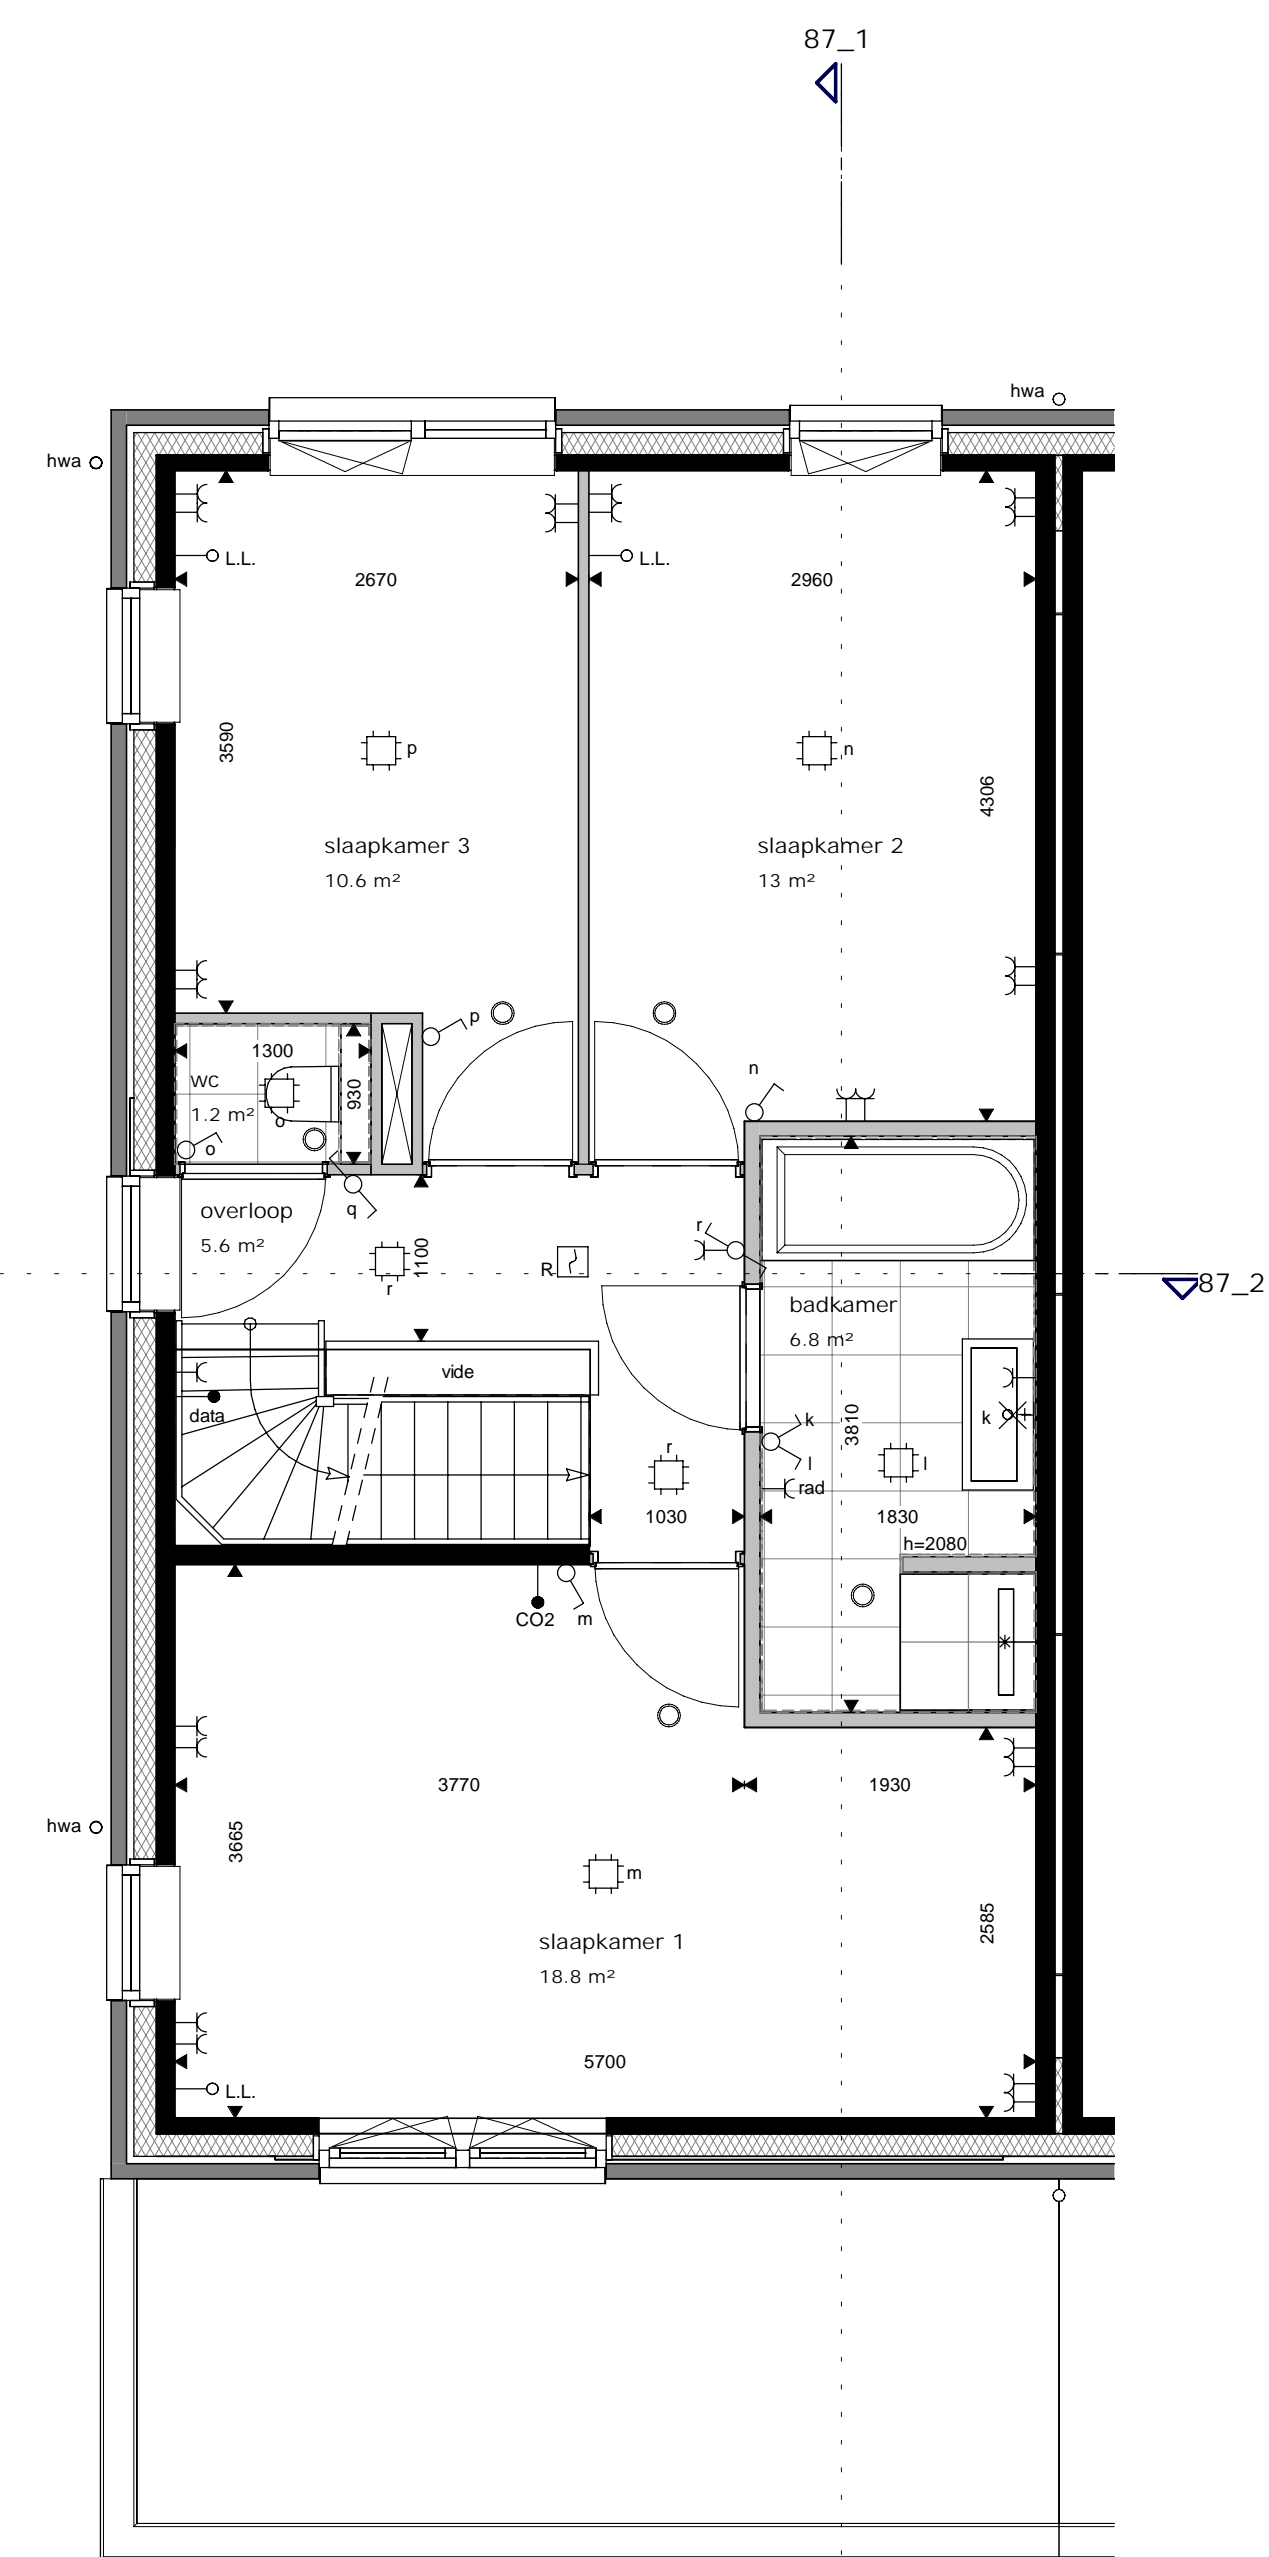 87_1
hwa
hwa
L.L.
L.L.
2670
2960
3590
p
n
4306
slaapkamer 3
10.6 m²
slaapkamer 2
13 m²
p
1300
n
WC
1.2 m²
930
o
o
overloop
5.6 m²
q
r
1100
R
r
87_2
badkamer
6.8 m²
vide
data
k
k
3810
r
l
l
rad
1030
1830
h=2080
CO2
m
3770
1930
hwa
3665
m
2585
slaapkamer 1
18.8 m²
5700
L.L.